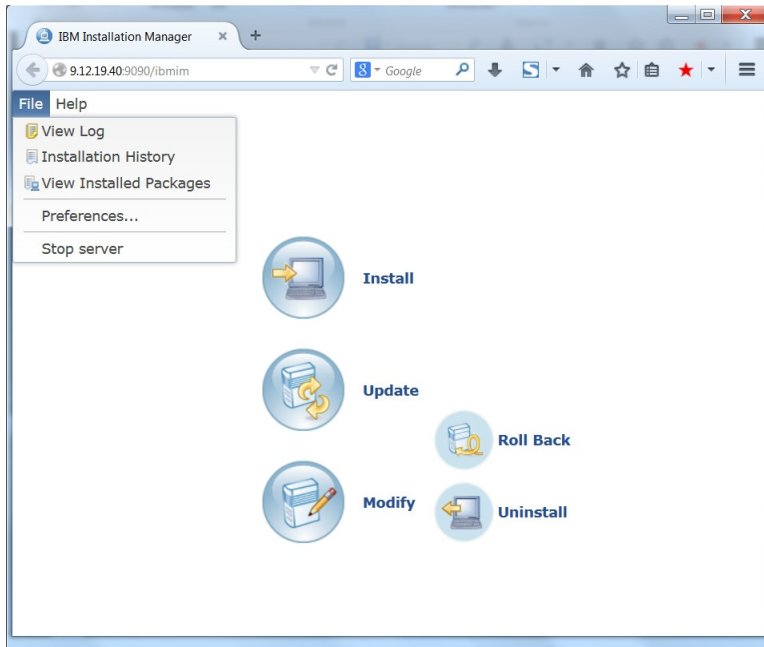 IBM Installation Manager
9.12.19.40:9090/ibmim
8 Google
File Help
View Log
Installation History
View Installed Packages
Preferences...
Stop server
Install
Update
Roll Back
Modify
Uninstall